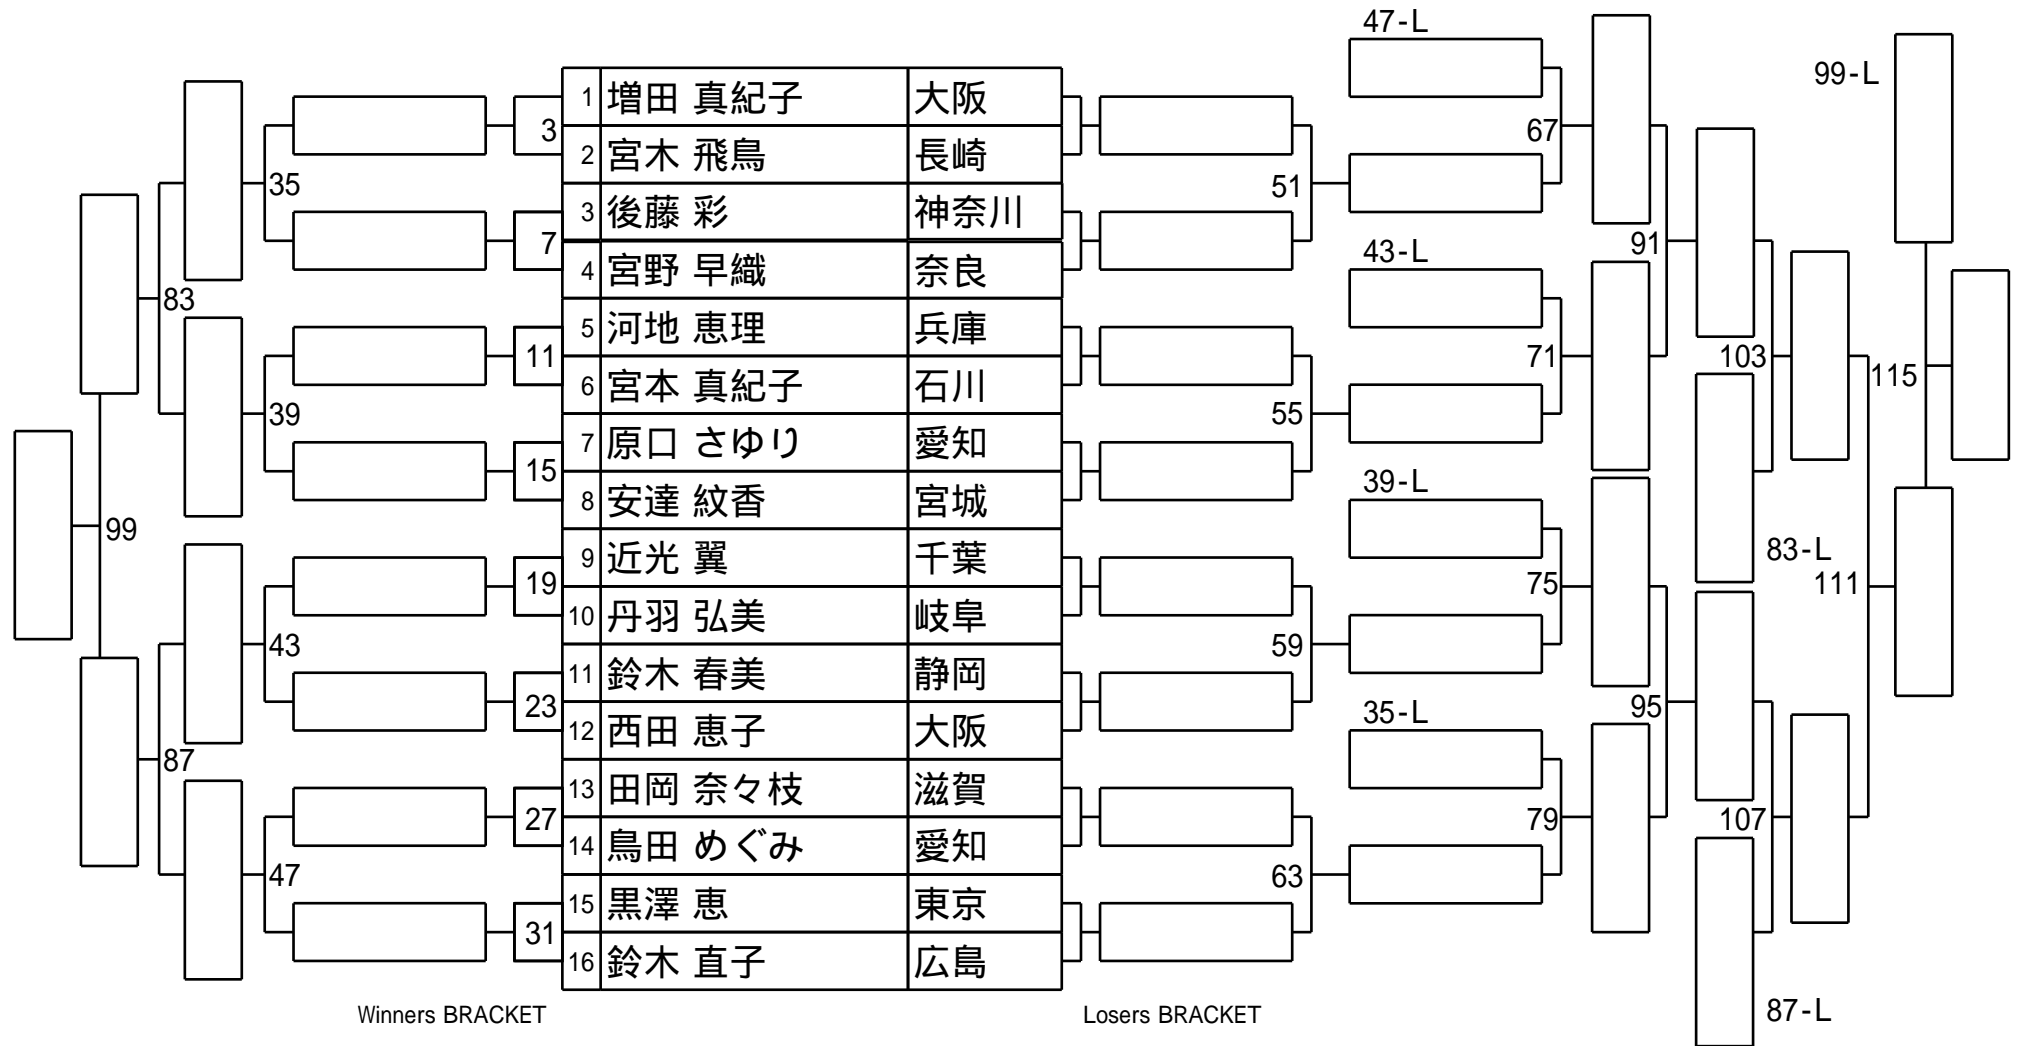 47-L
99-L
1 増田 真紀子 大阪
3
67
2 宮木 飛鳥 長崎
35
51
3 後藤 彩 神奈川
7
91
43-L
4 宮野 早織 奈良
83
5 河地 恵理 兵庫
11
71
103
115
6 宮本 真紀子 石川
39
55
7 原口 さゆり 愛知
15
39-L
8 安達 紋香 宮城
99
83-L
9 近光 翼 千葉
19
75
111
10 丹羽 弘美 岐阜
43
59
11 鈴木 春美 静岡
23
95
35-L
12 西田 恵子 大阪
87
13 田岡 奈々枝 滋賀
27
79
107
14 鳥田 めぐみ 愛知
47
63
15 黒澤 恵 東京
31
16 鈴木 直子 広島
Winners BRACKET
Losers BRACKET
87-L